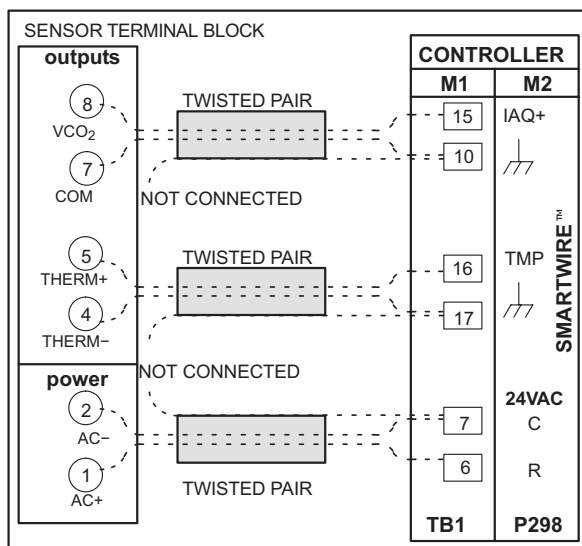 SENSOR TERMINAL BLOCK
outputs
8
VCO2
7
COM
TWISTED PAIR
NOT CONNECTED
5
THERM+
4
THERM−
TWISTED PAIR
NOT CONNECTED
power
2
AC−
1
AC+
TWISTED PAIR
CONTROLLER
M1 M2
15 IAQ+
10
16 TMP
17
24VAC
7 C
6 R
TB1 P298
SMARTWIRE™